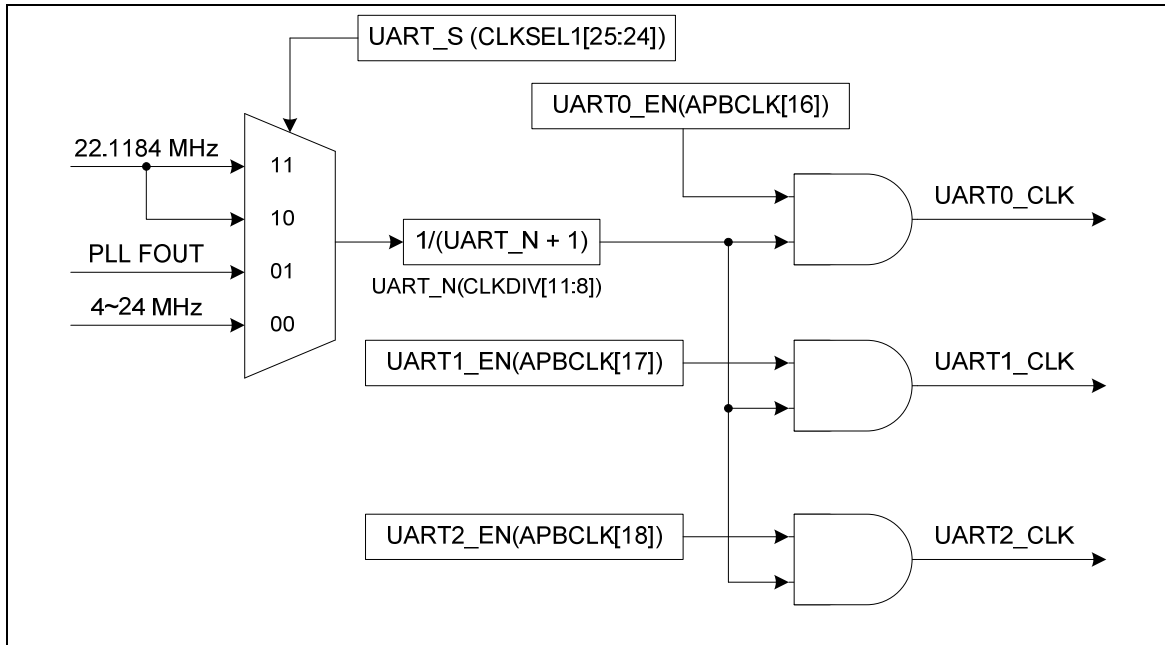 UART_S (CLKSEL1[25:24])
UART0_EN(APBCLK[16])
22.1184 MHz
11
UART0_CLK
10
1/(UART_N + 1)
PLL FOUT
01
UART_N(CLKDIV[11:8])
4~24 MHz
00
UART1_EN(APBCLK[17])
UART1_CLK
UART2_EN(APBCLK[18])
UART2_CLK